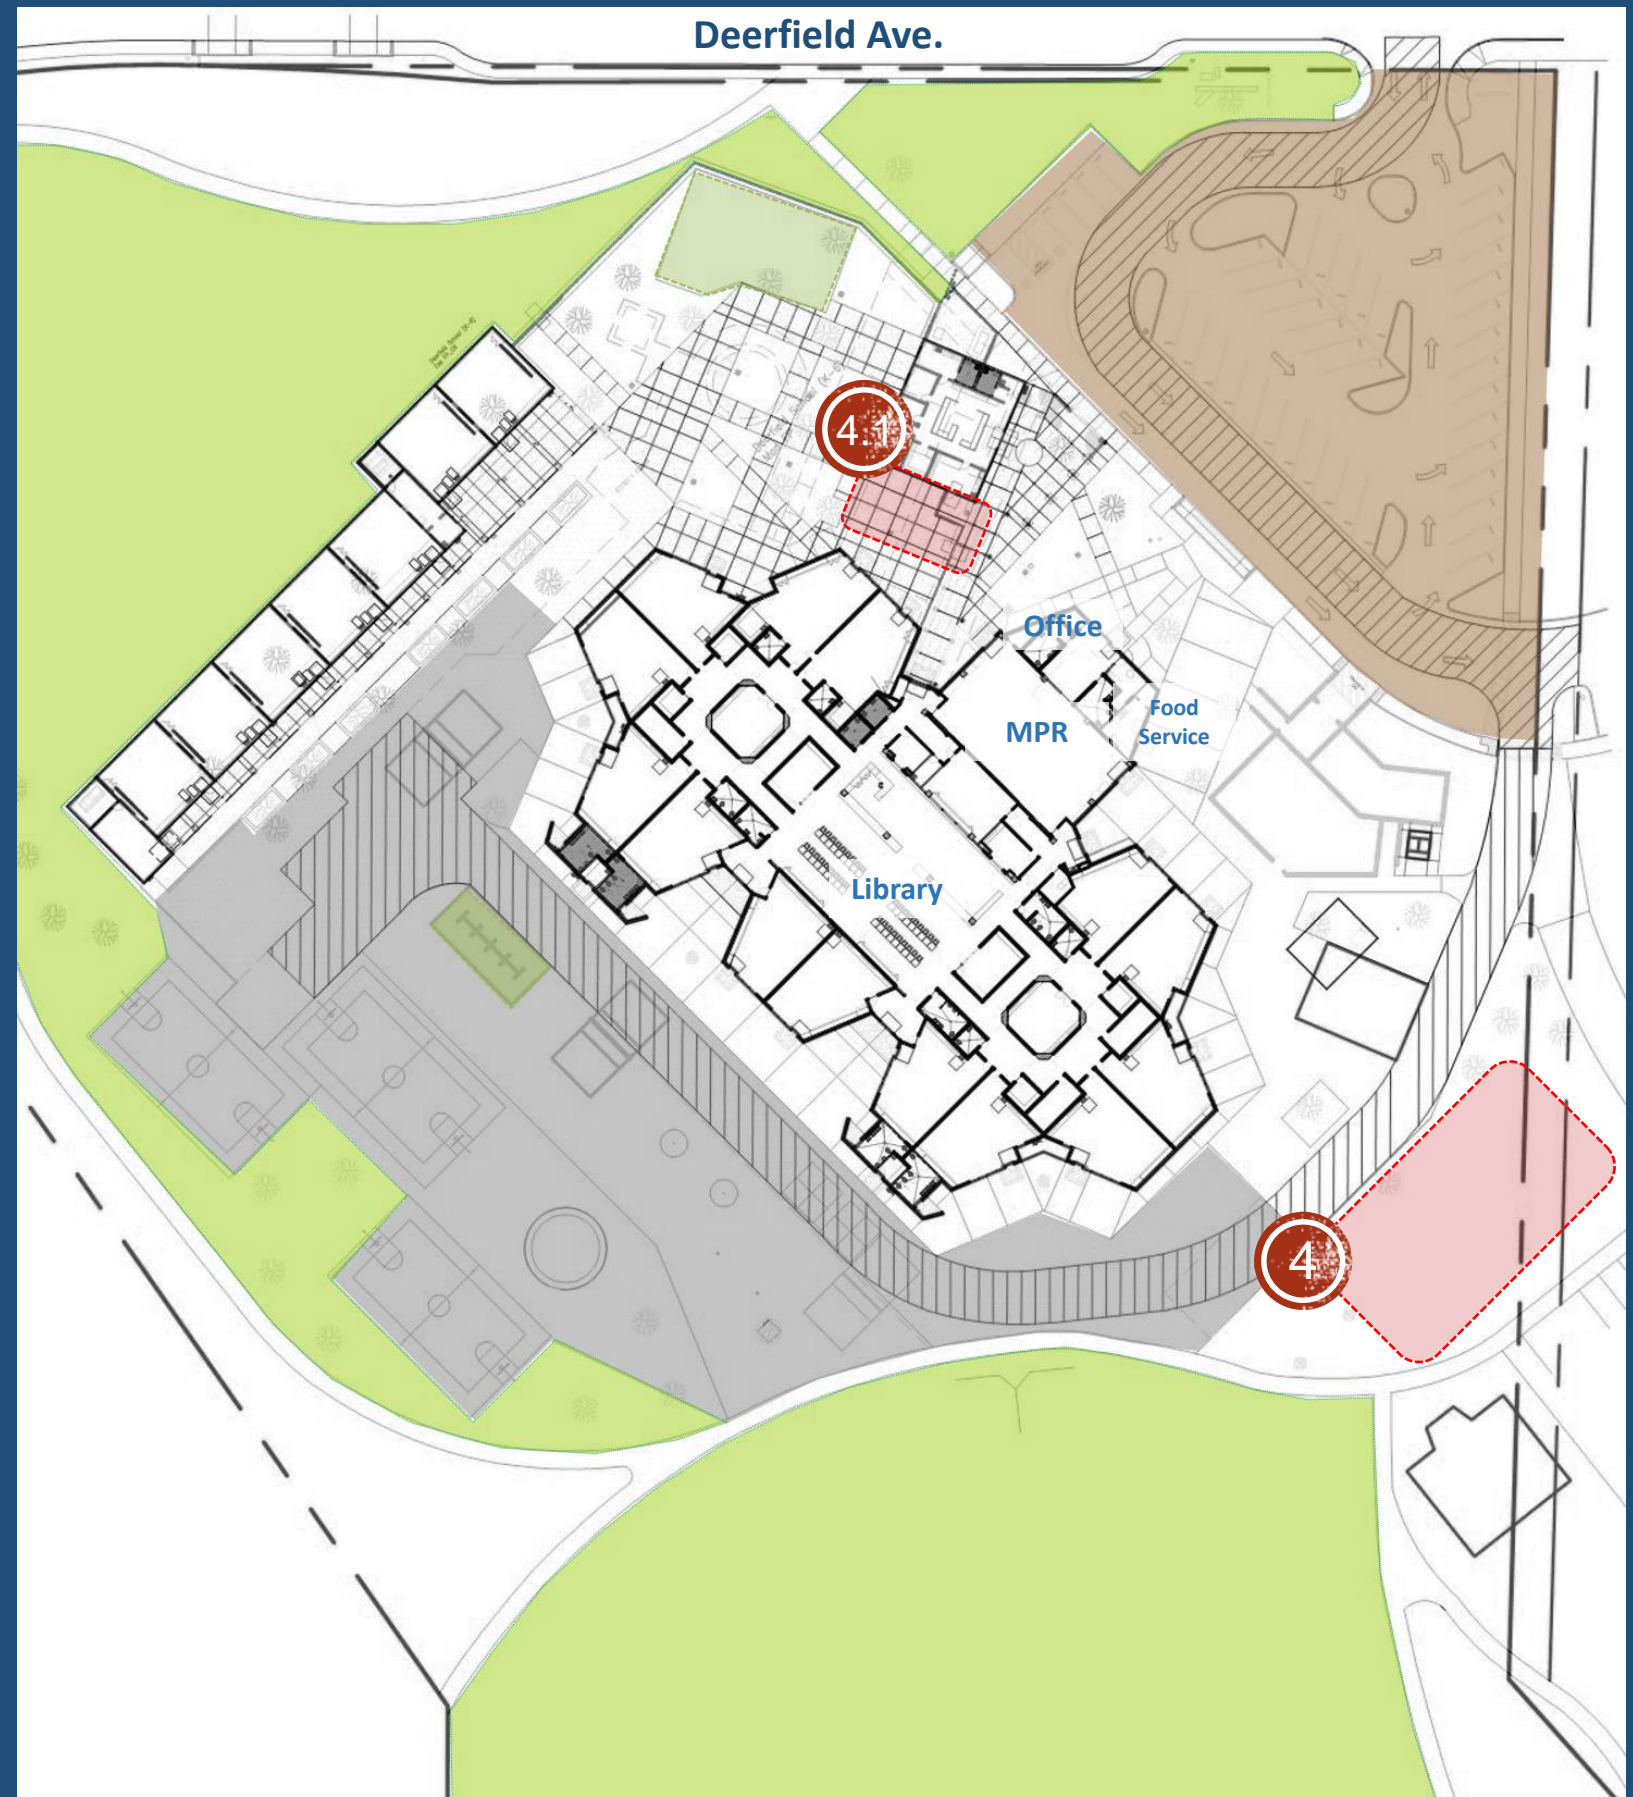 Deerfield Ave.
4.1
Office
MPR
Food
Service
Library
4